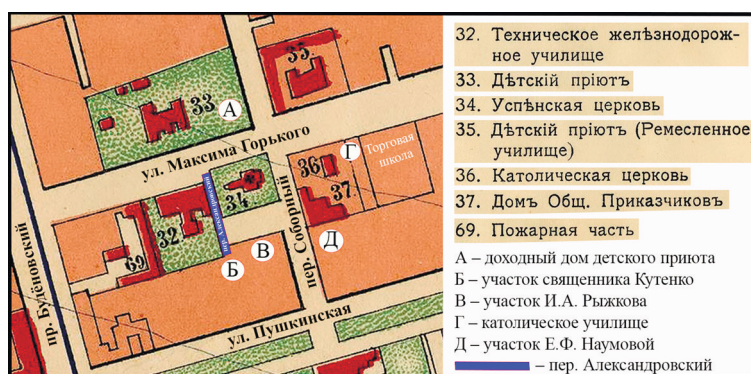 33
А
35
ул. Максима Горького
36
Г
Торговая
школа
37
34
пер. Александровский
32
69
Б
В
Д
пер. Соборный
пр. Будёновский
ул. Пушкинская
32. Техническое желѣзнодорож-
ное училище
33. Дѣтскій пріютъ
34. Успѣнская церковь
35. Дѣтскій пріютъ (Ремесленное
училище)
36. Католическая церковь
37. Домъ Общ. Приказчиковъ
69. Пожарная часть
А – доходный дом детского приюта
Б – участок священника Кутенко
В – участок И.А. Рыжкова
Г – католическое училище
Д – участок Е.Ф. Наумовой
– пер. Александровский